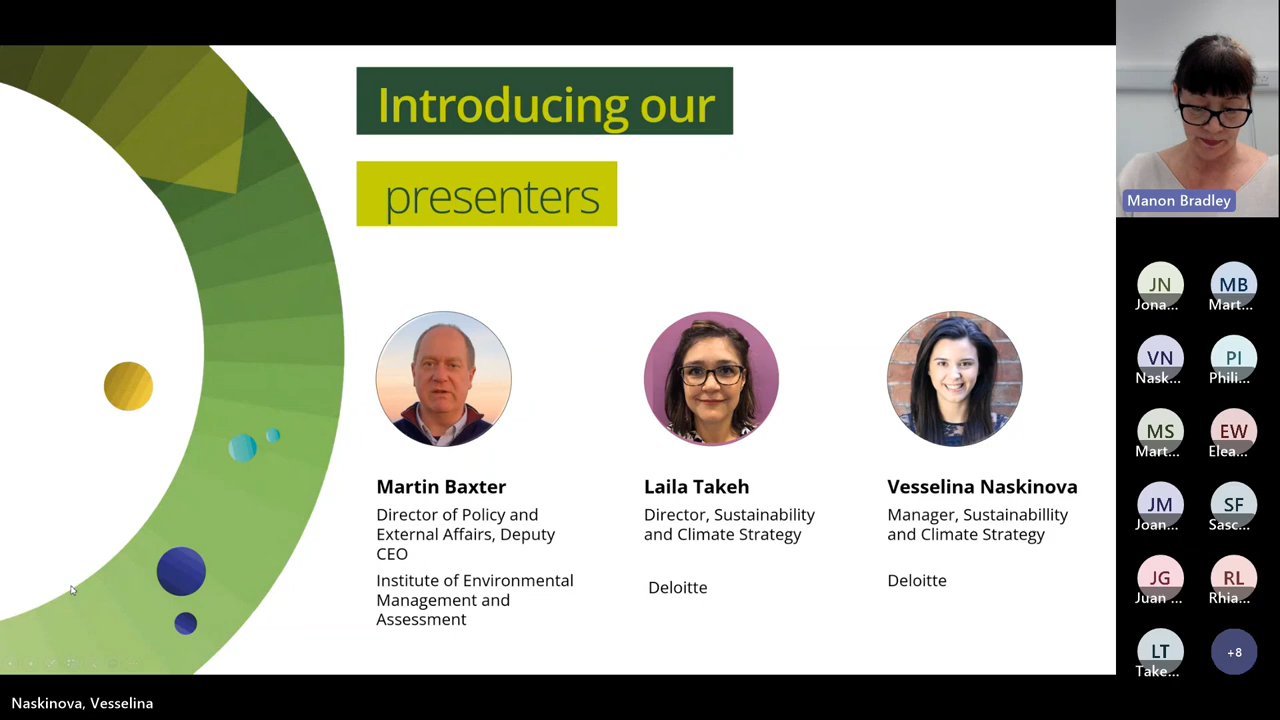 Introducing our
presenters
Martin Baxter
Director of Policy and
External Affairs, Deputy
CEO
Institute of Environmental
Management and
Assessment
Laila Takeh
Director, Sustainability
and Climate Strategy
Deloitte
Vesselina Naskinova
Manager, Sustainabillity
and Climate Strategy
Deloitte
Manon Bradley
JN
Jona...
MB
Mart...
VN
Nask...
PI
Phili...
MS
Mart...
EW
Elea...
JM
Joan...
SF
Sasc...
JG
Juan ...
RL
Rhia...
LT
Take...
+8
Naskinova, Vesselina